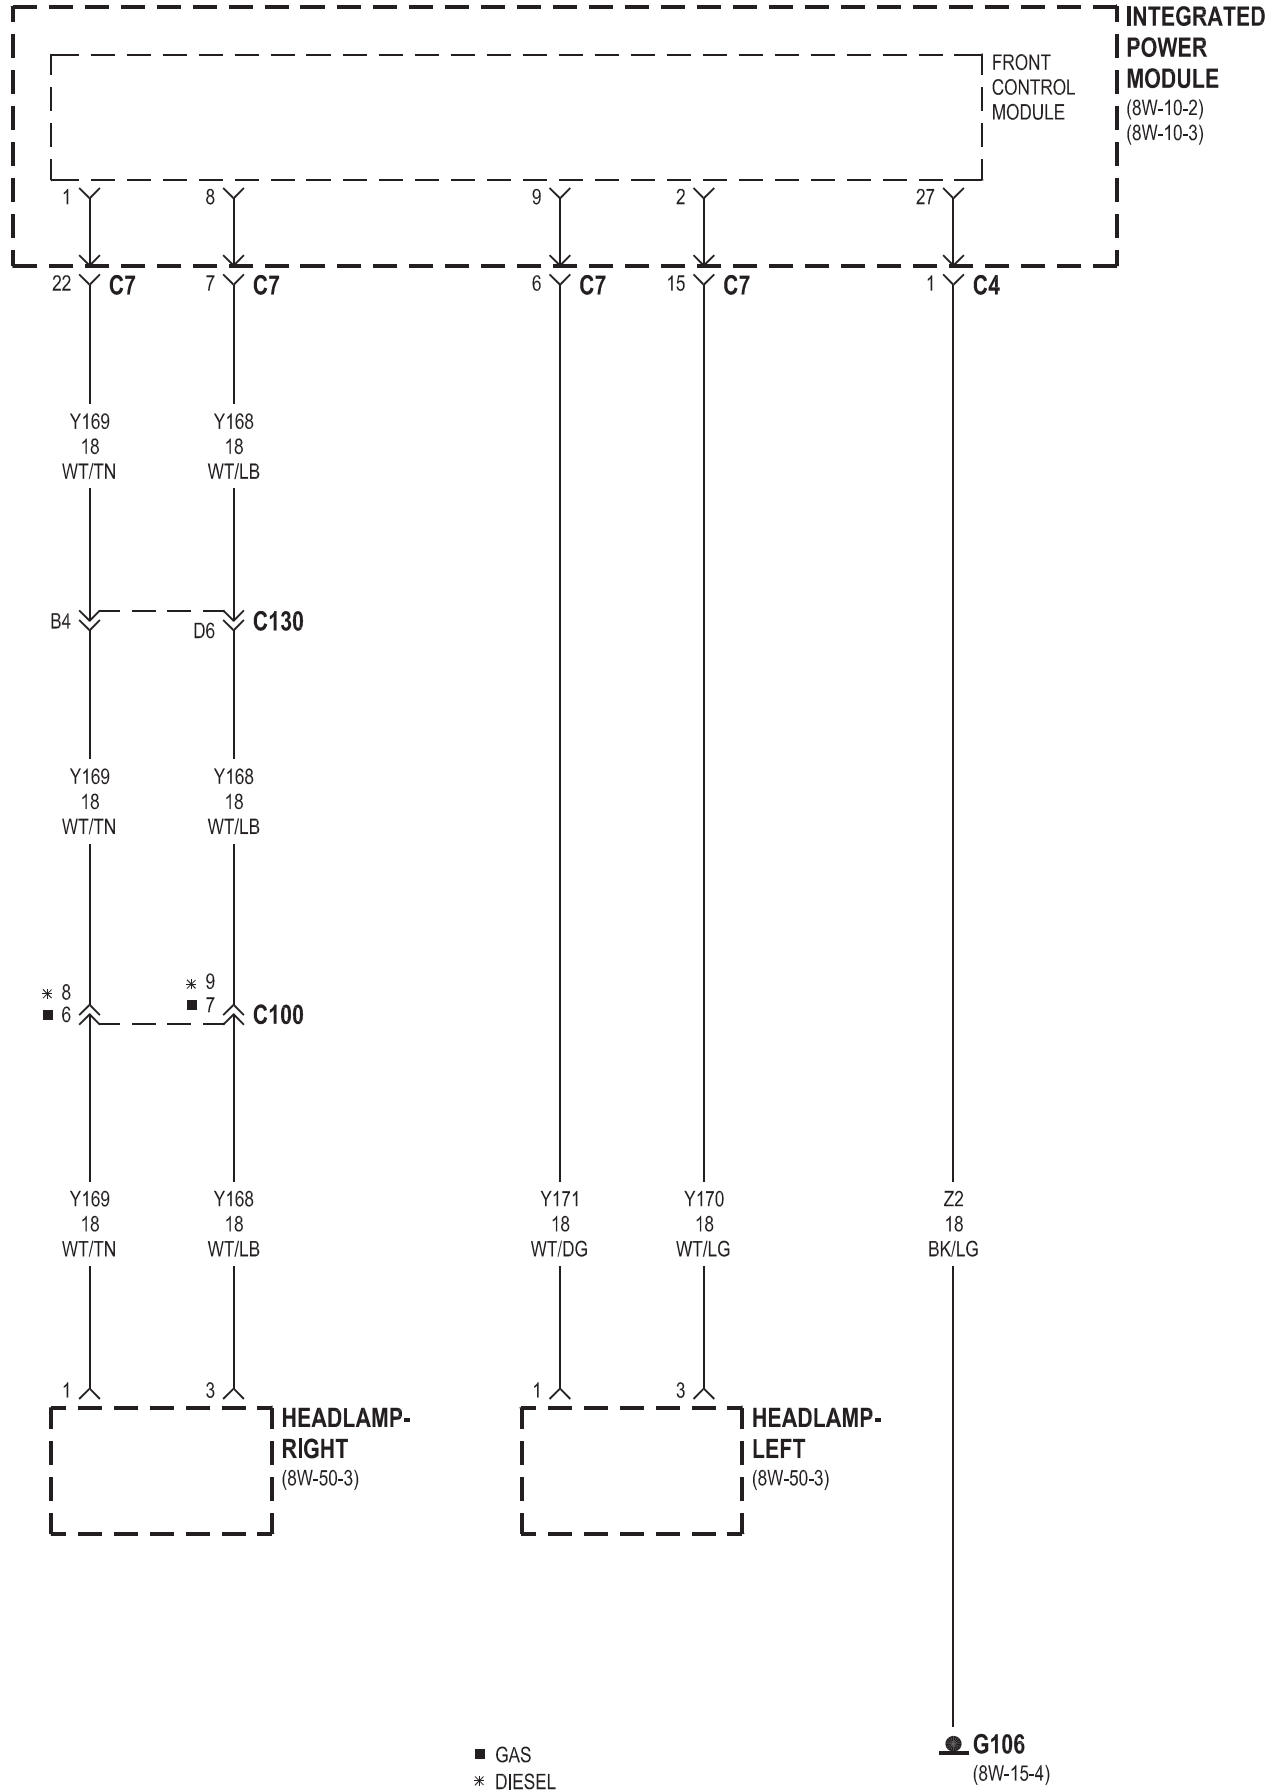 INTEGRATED
POWER
MODULE
(8W-10-2)
(8W-10-3)
FRONT
CONTROL
MODULE
1 8 9 2 27
22 C7 7 C7 6 C7 15 C7 1 C4
Y169 Y168
18 18
WT/TN WT/LB
B4 D6 C130
Y169 Y168
18 18
WT/TN WT/LB
✳ 8 ✳ 9
■ 6 ■ 7 C100
Y169 Y168 Y171 Y170 Z2
18 18 18 18 18
WT/TN WT/LB WT/DG WT/LG BK/LG
1 3 1 3
HEADLAMP-
RIGHT
(8W-50-3)
HEADLAMP-
LEFT
(8W-50-3)
G106
(8W-15-4)
■ GAS
✳ DIESEL